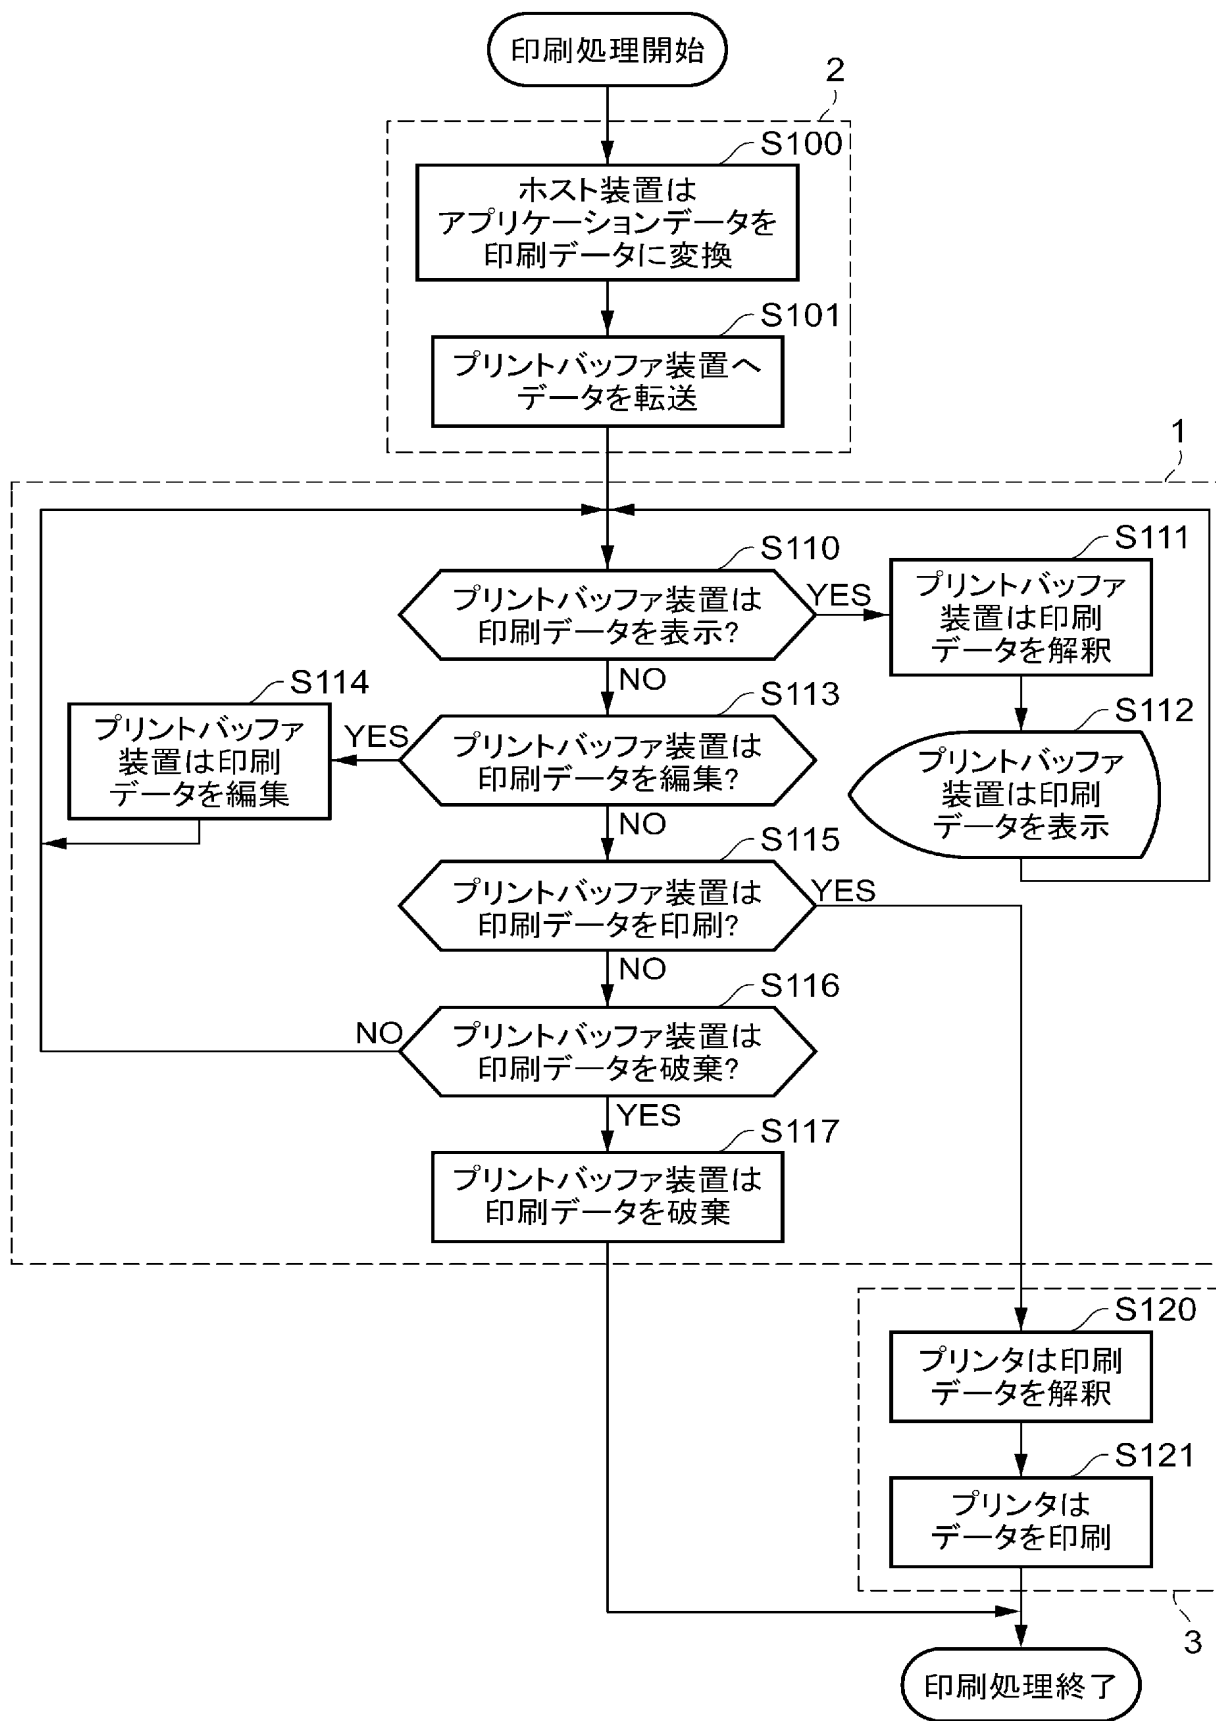 印刷処理開始
2
S100
ホスト装置は
アプリケーションデータを
印刷データに変換
S101
プリントバッファ装置へ
データを転送
1
S110
プリントバッファ装置は
印刷データを表示?
YES
NO
S111
プリントバッファ
装置は印刷
データを解釈
S112
プリントバッファ
装置は印刷
データを表示
S113
プリントバッファ装置は
印刷データを編集?
YES
NO
S114
プリントバッファ
装置は印刷
データを編集
S115
プリントバッファ装置は
印刷データを印刷?
YES
NO
S116
プリントバッファ装置は
印刷データを破棄?
NO
YES
S117
プリントバッファ装置は
印刷データを破棄
S120
プリンタは印刷
データを解釈
S121
プリンタは
データを印刷
3
印刷処理終了